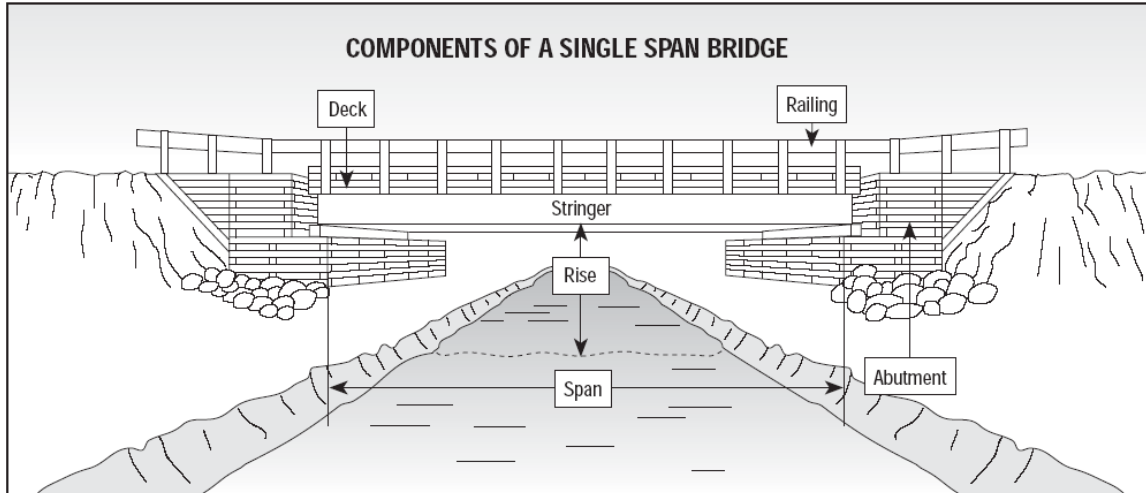 COMPONENTS OF A SINGLE SPAN BRIDGE
Deck
Railing
Stringer
Rise
Span
Abutment